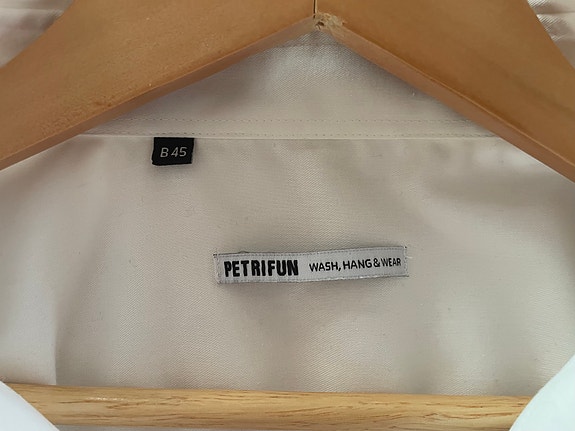 B 45
PETRIFUN WASH, HANG & WEAR